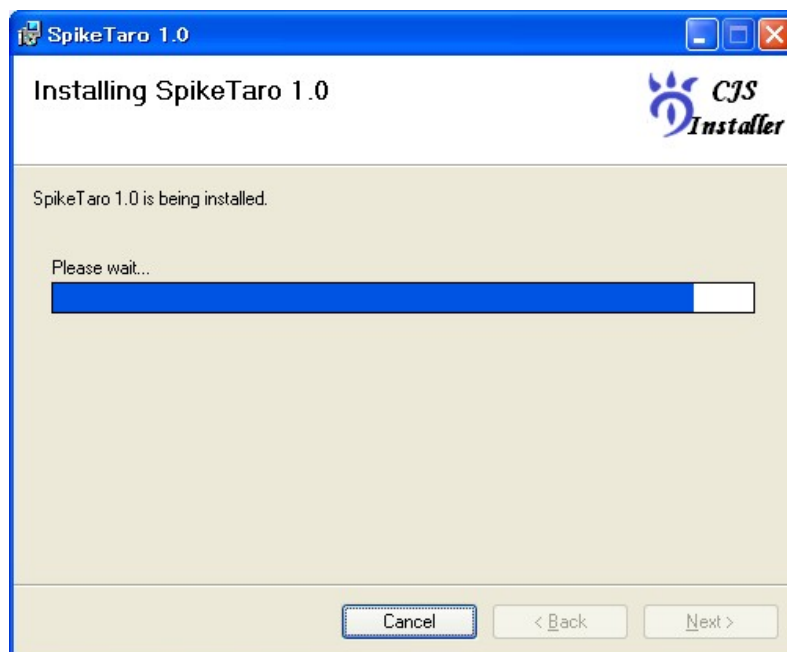 SpikeTaro 1.0
Installing SpikeTaro 1.0
CJS
Installer
SpikeTaro 1.0 is being installed.
Please wait...
Cancel
< Back
Next >